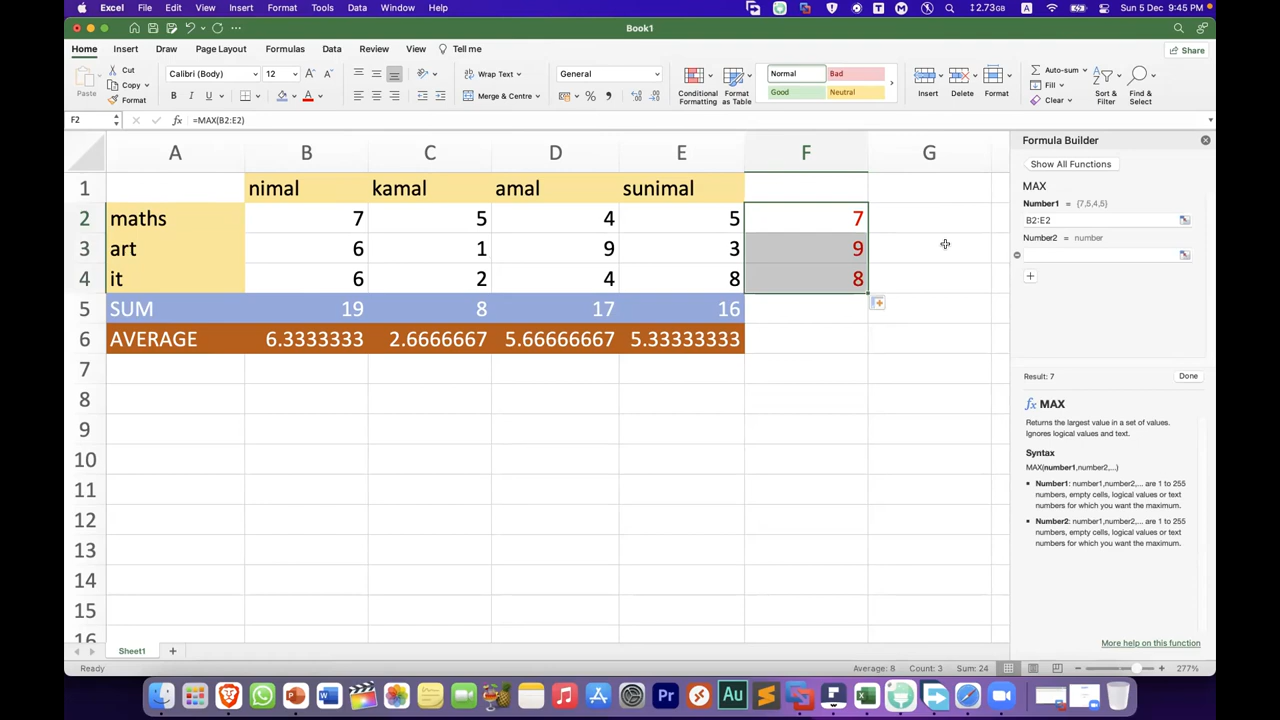 Excel File Edit View Insert Format Tools Data Window Help 2.73GB A Sun 5 Dec 9:45 PM
Book1
Home Insert Draw Page Layout Formulas Data Review View Tell me Share
Paste Cut Copy Format
Calibri (Body) 12
B I U A
Wrap Text
Merge & Centre
General
%
Conditional Formatting
Format as Table
Normal Bad
Good Neutral
Insert Delete Format
Auto-sum
Fill
Clear
Sort & Filter
Find & Select
F2 fx =MAX(B2:E2)
A B C D E F G
1 nimal kamal amal sunimal
2 maths 7 5 4 5 7
3 art 6 1 9 3 9
4 it 6 2 4 8 8
5 SUM 19 8 17 16
6 AVERAGE 6.3333333 2.6666667 5.66666667 5.33333333
7
8
9
10
11
12
13
14
15
16
Formula Builder
Show All Functions
MAX
Number1 = {7,5,4,5}
B2:E2
Number2 = number
Result: 7 Done
fx MAX
Returns the largest value in a set of values.
Ignores logical values and text.
Syntax
MAX(number1,number2,...)
Number1: number1,number2,... are 1 to 255
numbers, empty cells, logical values or text
numbers for which you want the maximum.
Number2: number1,number2,... are 1 to 255
numbers, empty cells, logical values or text
numbers for which you want the maximum.
More help on this function
Sheet1
Ready Average: 8 Count: 3 Sum: 24 277%
Pr Au